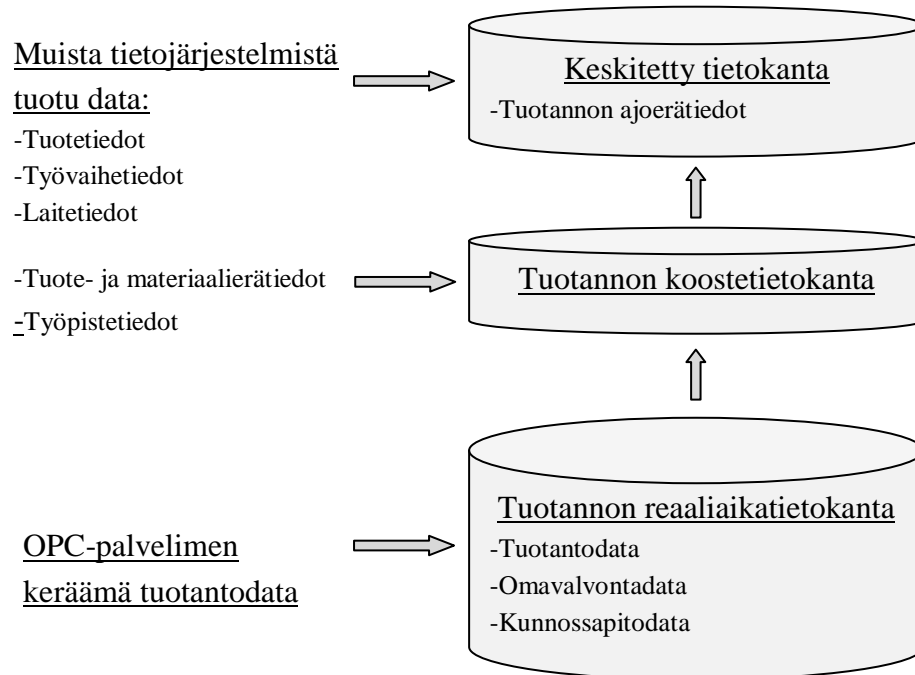 Muista tietojärjestelmistä
tuotu data:
-Tuotetiedot
-Työvaihetiedot
-Laitetiedot
-Tuote- ja materiaalierätiedot
-Työpistetiedot
OPC-palvelimen
keräämä tuotantodata
Keskitetty tietokanta
-Tuotannon ajoerätiedot
Tuotannon koostetietokanta
Tuotannon reaaliaikatietokanta
-Tuotantodata
-Omavalvontadata
-Kunnossapitodata